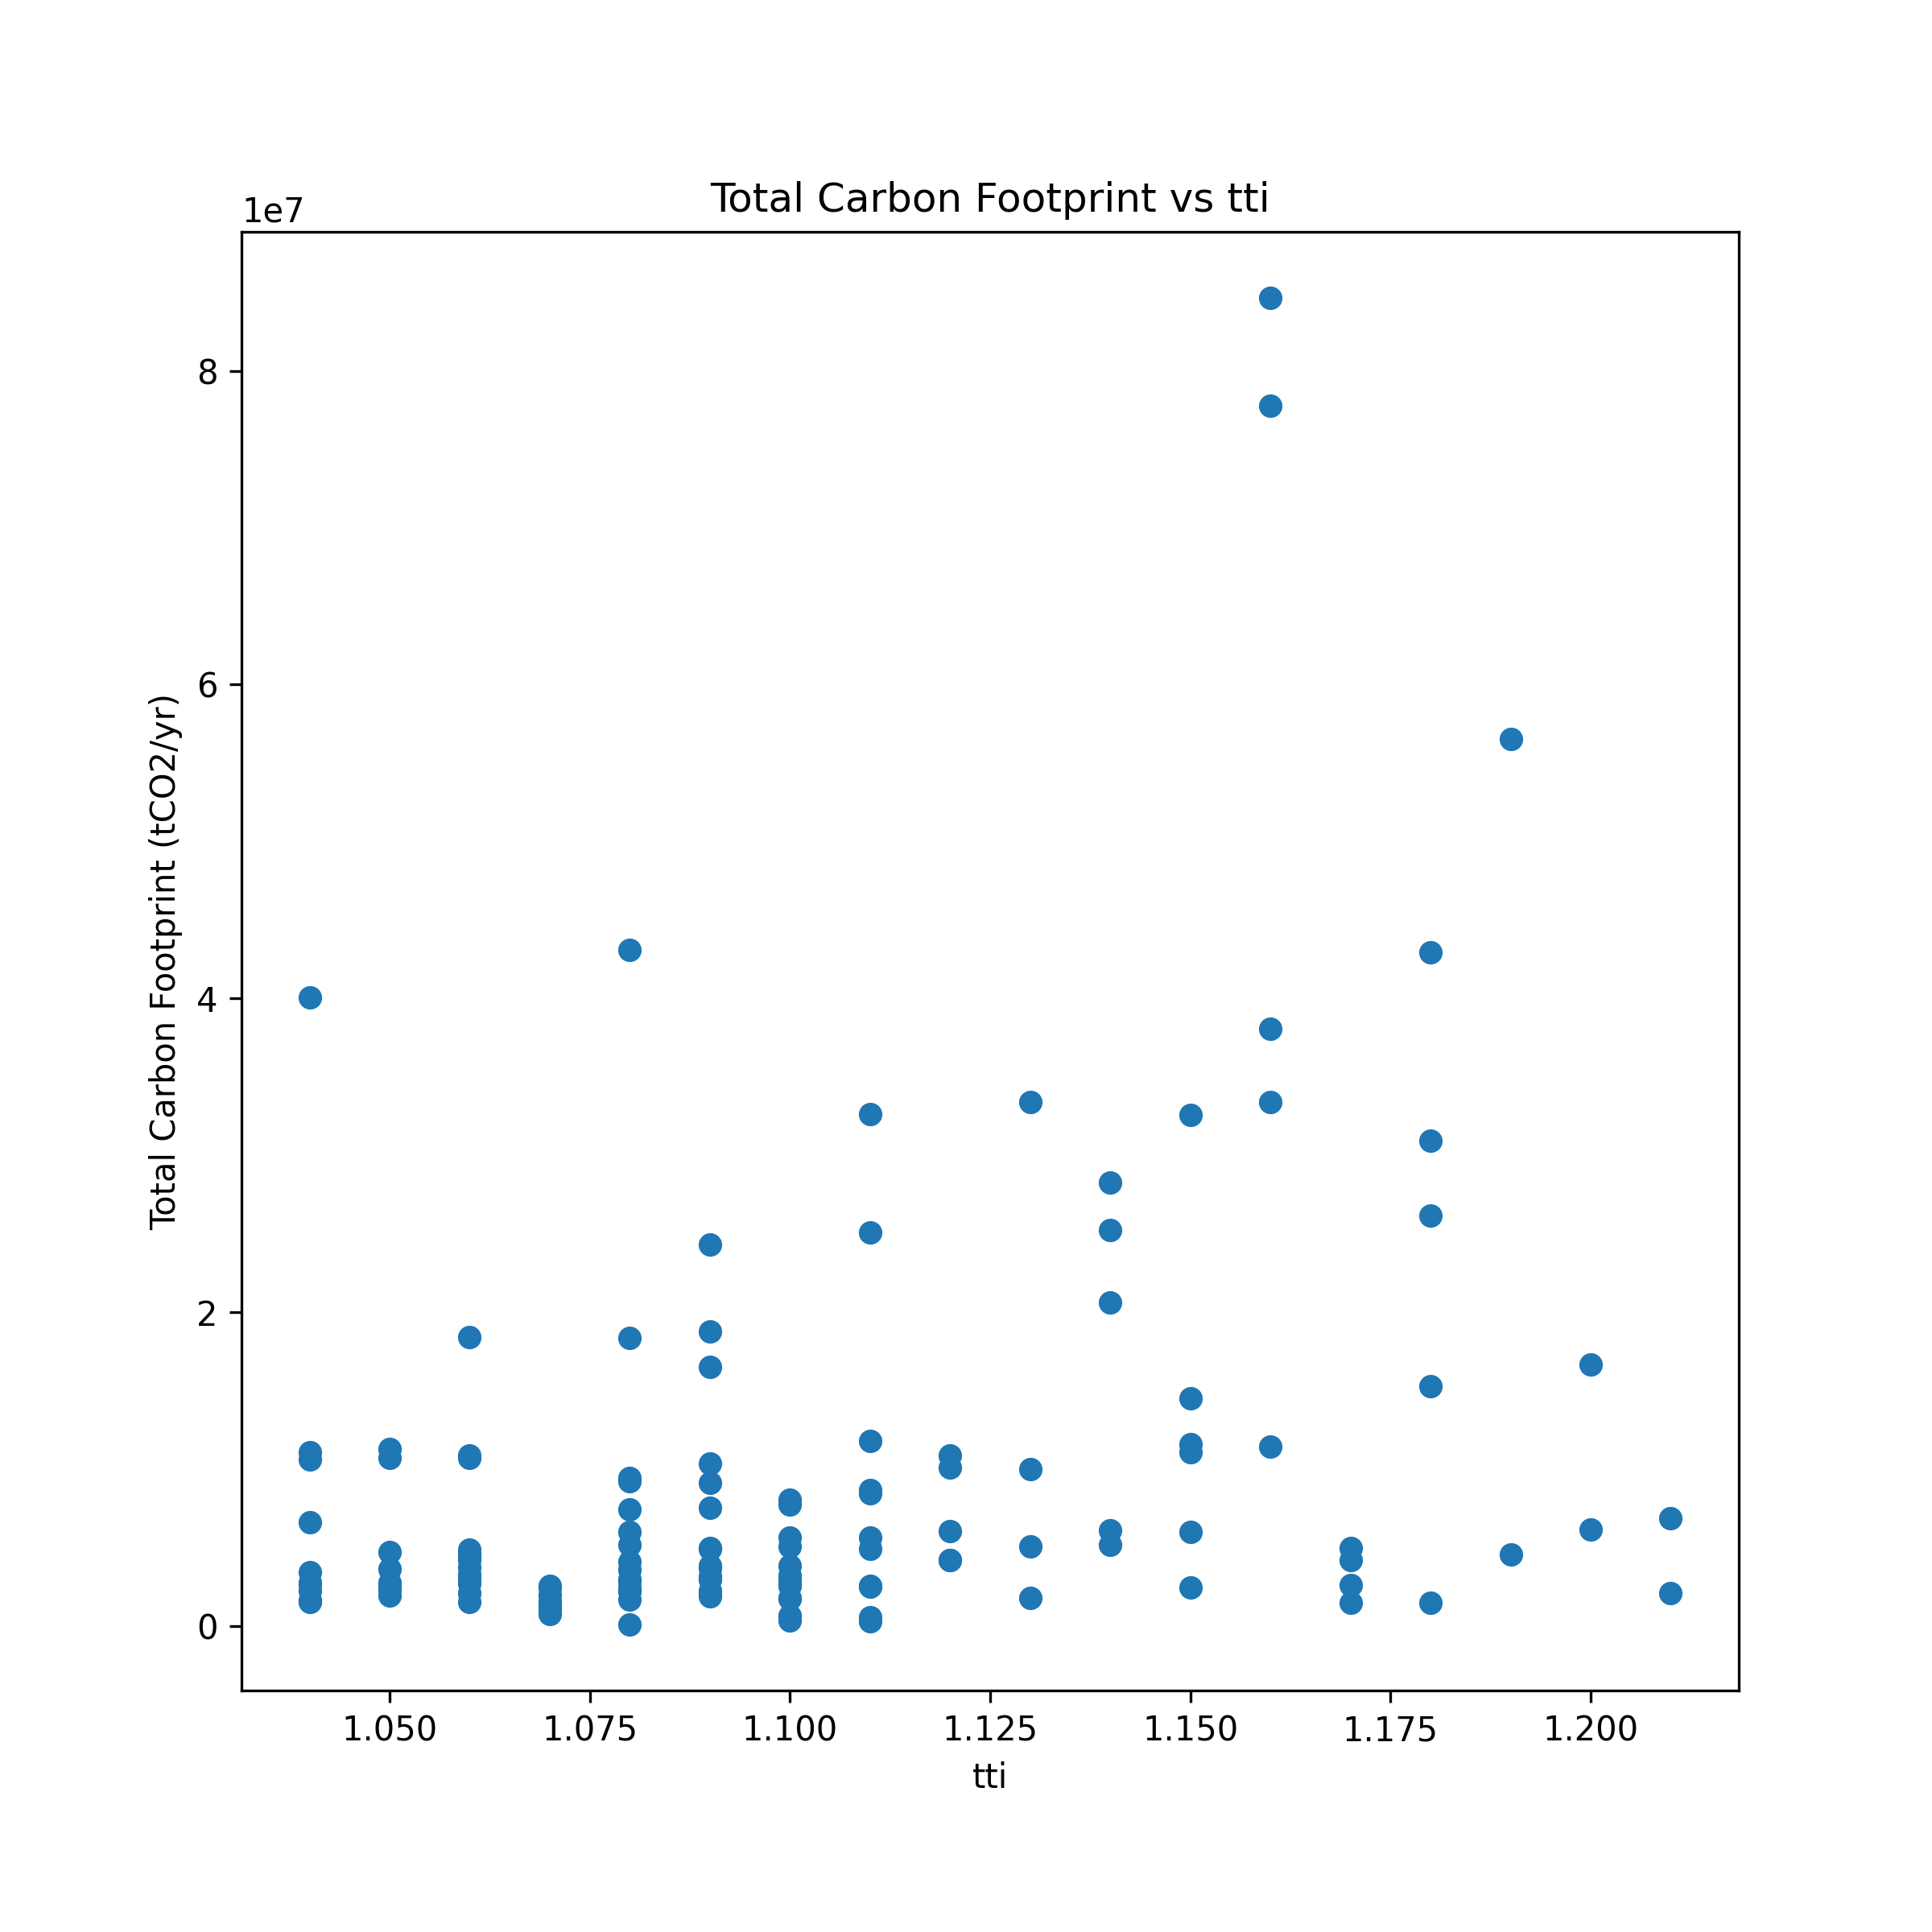 Total Carbon Footprint vs tti
1e7
8
6
4
2
0
Total Carbon Footprint (tCO2/yr)
1.050 1.075 1.100 1.125 1.150 1.175 1.200
tti